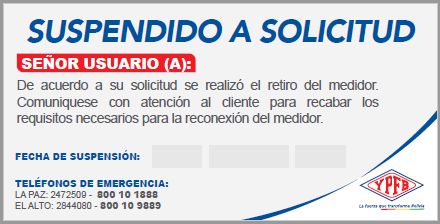 SUSPENDIDO A SOLICITUD
SEÑOR USUARIO (A):
De acuerdo a su solicitud se realizó el retiro del medidor.
Comuniquese con atención al cliente para recabar los
requisitos necesarios para la reconexión del medidor.
FECHA DE SUSPENSIÓN:
TELÉFONOS DE EMERGENCIA:
LA PAZ: 2472509 - 800 10 1888
EL ALTO: 2844080 - 800 10 9889
YPFB
La fuerza que transforma Bolivia